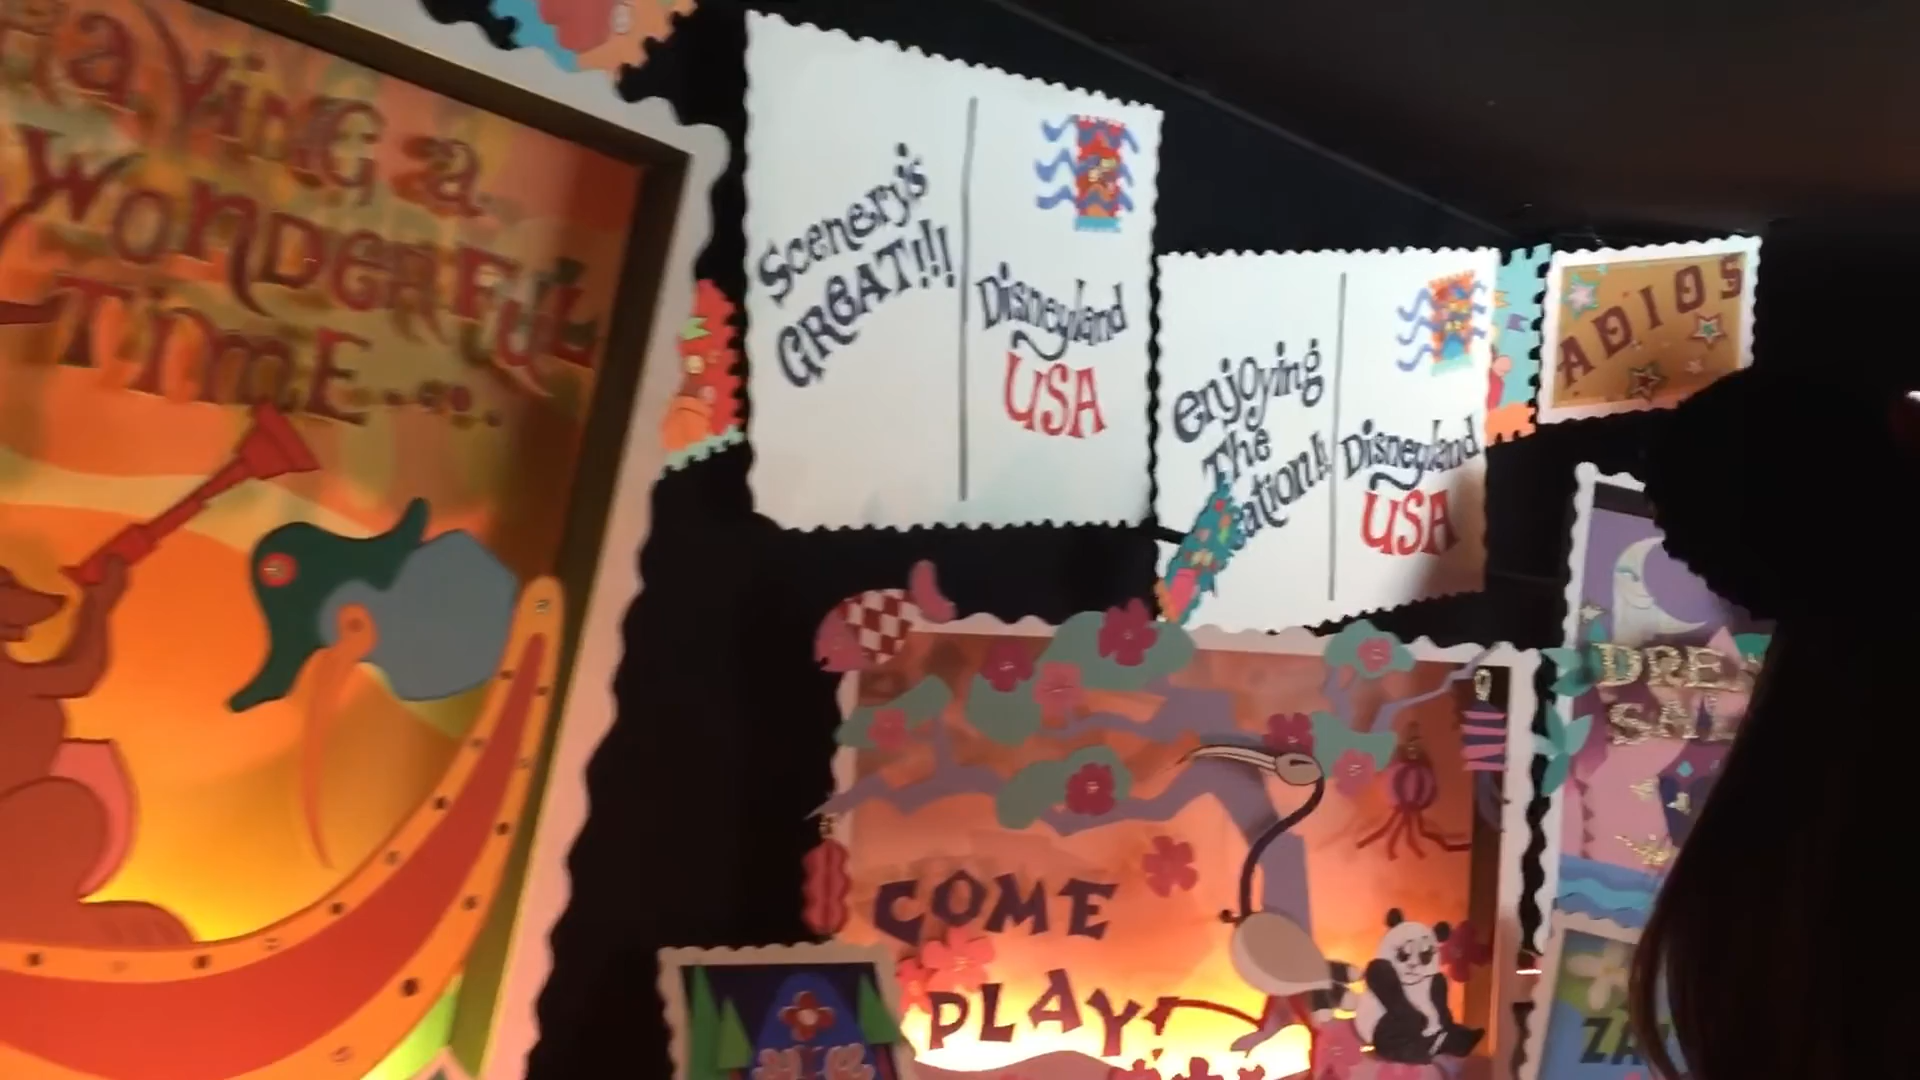 a
WONDERFUL
TIME.....
Scenery's
GREAT!!!
Disneyland
USA
enjoying
The
Disneyland
USA
ADIOS
COME
PLAY